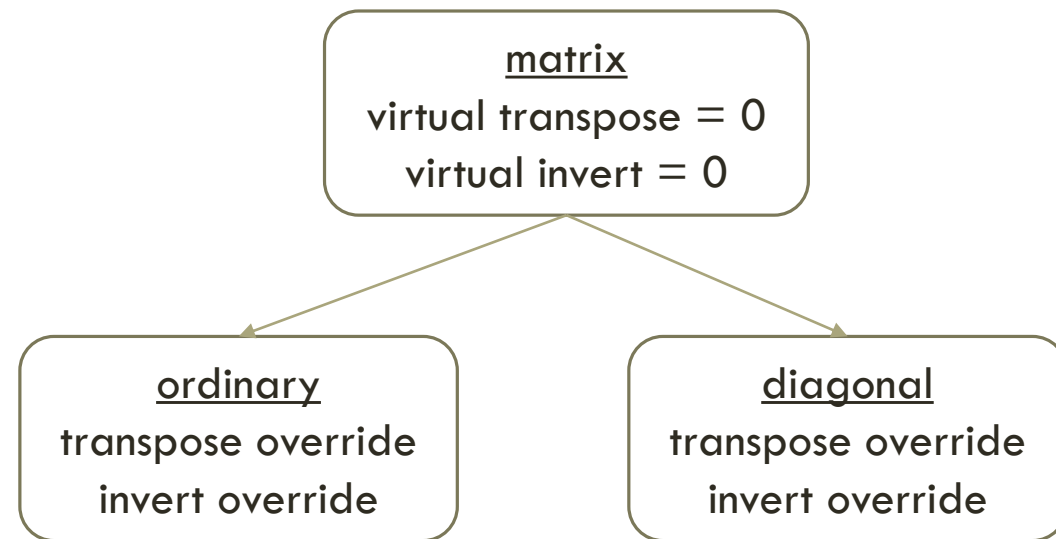 matrix
virtual transpose = 0
virtual invert = 0
ordinary
transpose override
invert override
diagonal
transpose override
invert override